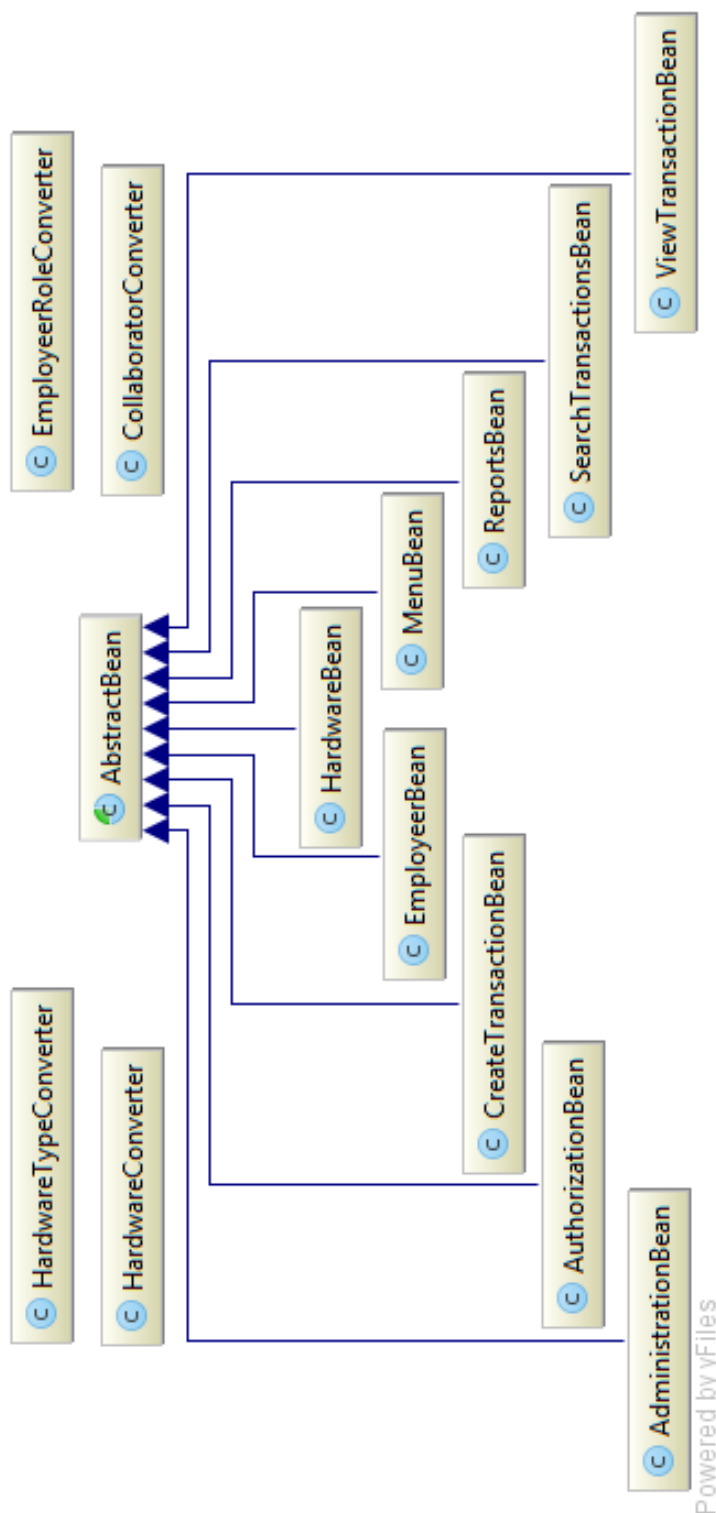 C HardwareTypeConverter
C EmployeerRoleConverter
C AbstractBean
C HardwareConverter
C CollaboratorConverter
C HardwareBean
C EmployeerBean
C MenuBean
C CreateTransactionBean
C ReportsBean
C AuthorizationBean
C SearchTransactionsBean
C AdministrationBean
C ViewTransactionBean
Powered by yFiles